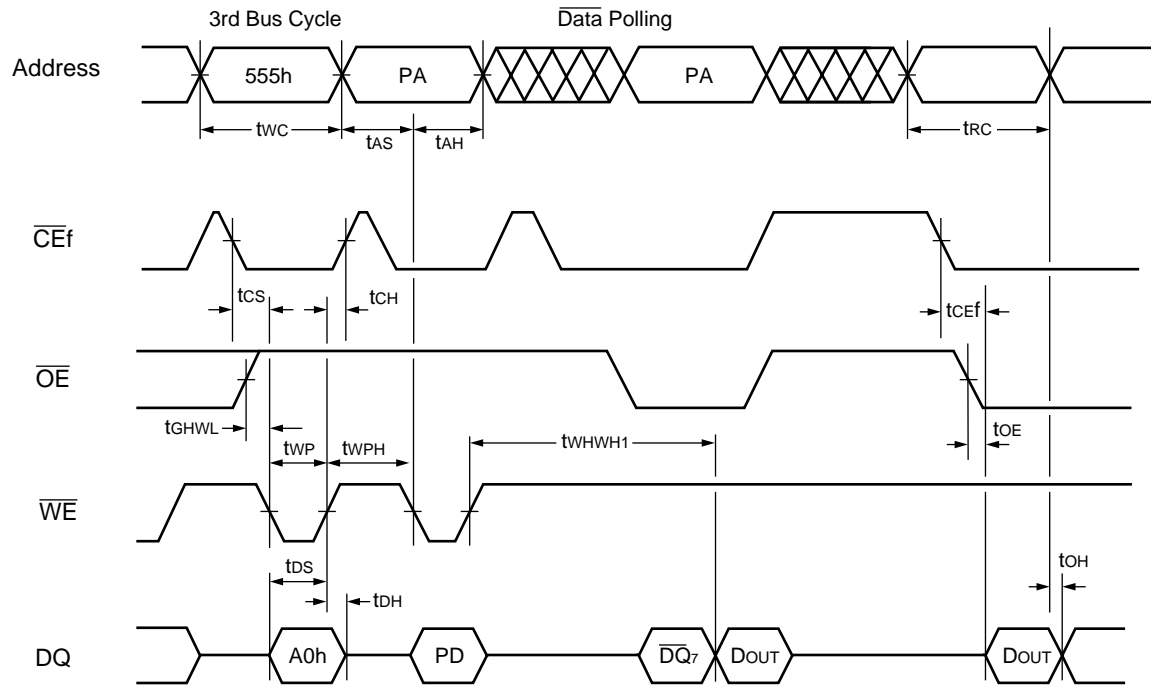 3rd Bus Cycle Data Polling
Address 555h PA PA
tWC tAS tAH tRC
CEf
tCS tCH tCEf
OE
tGHWL tWP tWPH tWHWH1 tOE
WE
tDS tDH tOH
DQ A0h PD DQ7 DOUT DOUT